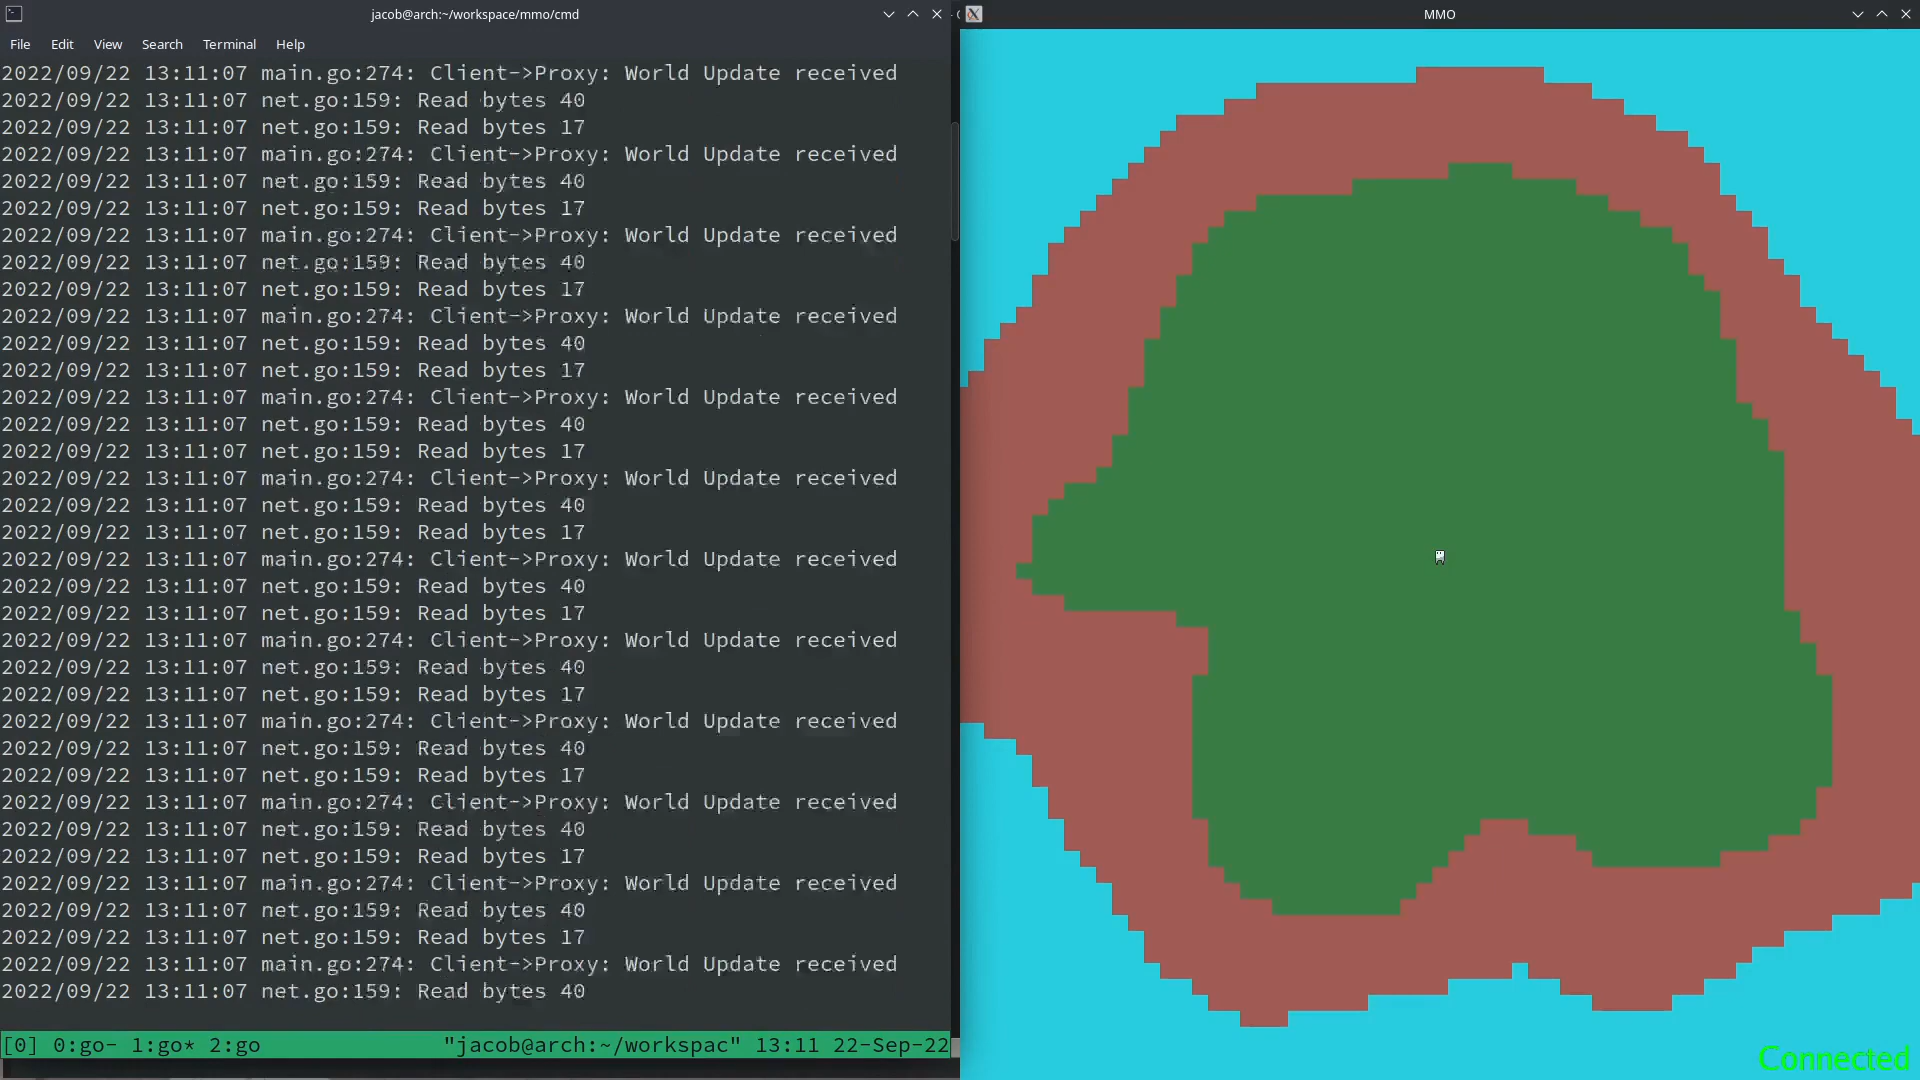 jacob@arch:~/workspace/mmo/cmd
File Edit View Search Terminal Help
2022/09/22 13:11:07 main.go:274: Client->Proxy: World Update received
2022/09/22 13:11:07 net.go:159: Read bytes 40
2022/09/22 13:11:07 net.go:159: Read bytes 17
2022/09/22 13:11:07 main.go:274: Client->Proxy: World Update received
2022/09/22 13:11:07 net.go:159: Read bytes 40
2022/09/22 13:11:07 net.go:159: Read bytes 17
2022/09/22 13:11:07 main.go:274: Client->Proxy: World Update received
2022/09/22 13:11:07 net.go:159: Read bytes 40
2022/09/22 13:11:07 net.go:159: Read bytes 17
2022/09/22 13:11:07 main.go:274: Client->Proxy: World Update received
2022/09/22 13:11:07 net.go:159: Read bytes 40
2022/09/22 13:11:07 net.go:159: Read bytes 17
2022/09/22 13:11:07 main.go:274: Client->Proxy: World Update received
2022/09/22 13:11:07 net.go:159: Read bytes 40
2022/09/22 13:11:07 net.go:159: Read bytes 17
2022/09/22 13:11:07 main.go:274: Client->Proxy: World Update received
2022/09/22 13:11:07 net.go:159: Read bytes 40
2022/09/22 13:11:07 net.go:159: Read bytes 17
2022/09/22 13:11:07 main.go:274: Client->Proxy: World Update received
2022/09/22 13:11:07 net.go:159: Read bytes 40
2022/09/22 13:11:07 net.go:159: Read bytes 17
2022/09/22 13:11:07 main.go:274: Client->Proxy: World Update received
2022/09/22 13:11:07 net.go:159: Read bytes 40
2022/09/22 13:11:07 net.go:159: Read bytes 17
2022/09/22 13:11:07 main.go:274: Client->Proxy: World Update received
2022/09/22 13:11:07 net.go:159: Read bytes 40
2022/09/22 13:11:07 net.go:159: Read bytes 17
2022/09/22 13:11:07 main.go:274: Client->Proxy: World Update received
2022/09/22 13:11:07 net.go:159: Read bytes 40
2022/09/22 13:11:07 net.go:159: Read bytes 17
2022/09/22 13:11:07 main.go:274: Client->Proxy: World Update received
2022/09/22 13:11:07 net.go:159: Read bytes 40
2022/09/22 13:11:07 net.go:159: Read bytes 17
2022/09/22 13:11:07 main.go:274: Client->Proxy: World Update received
2022/09/22 13:11:07 net.go:159: Read bytes 40
[0] 0:go- 1:go* 2:go "jacob@arch:~/workspac" 13:11 22-Sep-22
MMO
Connected